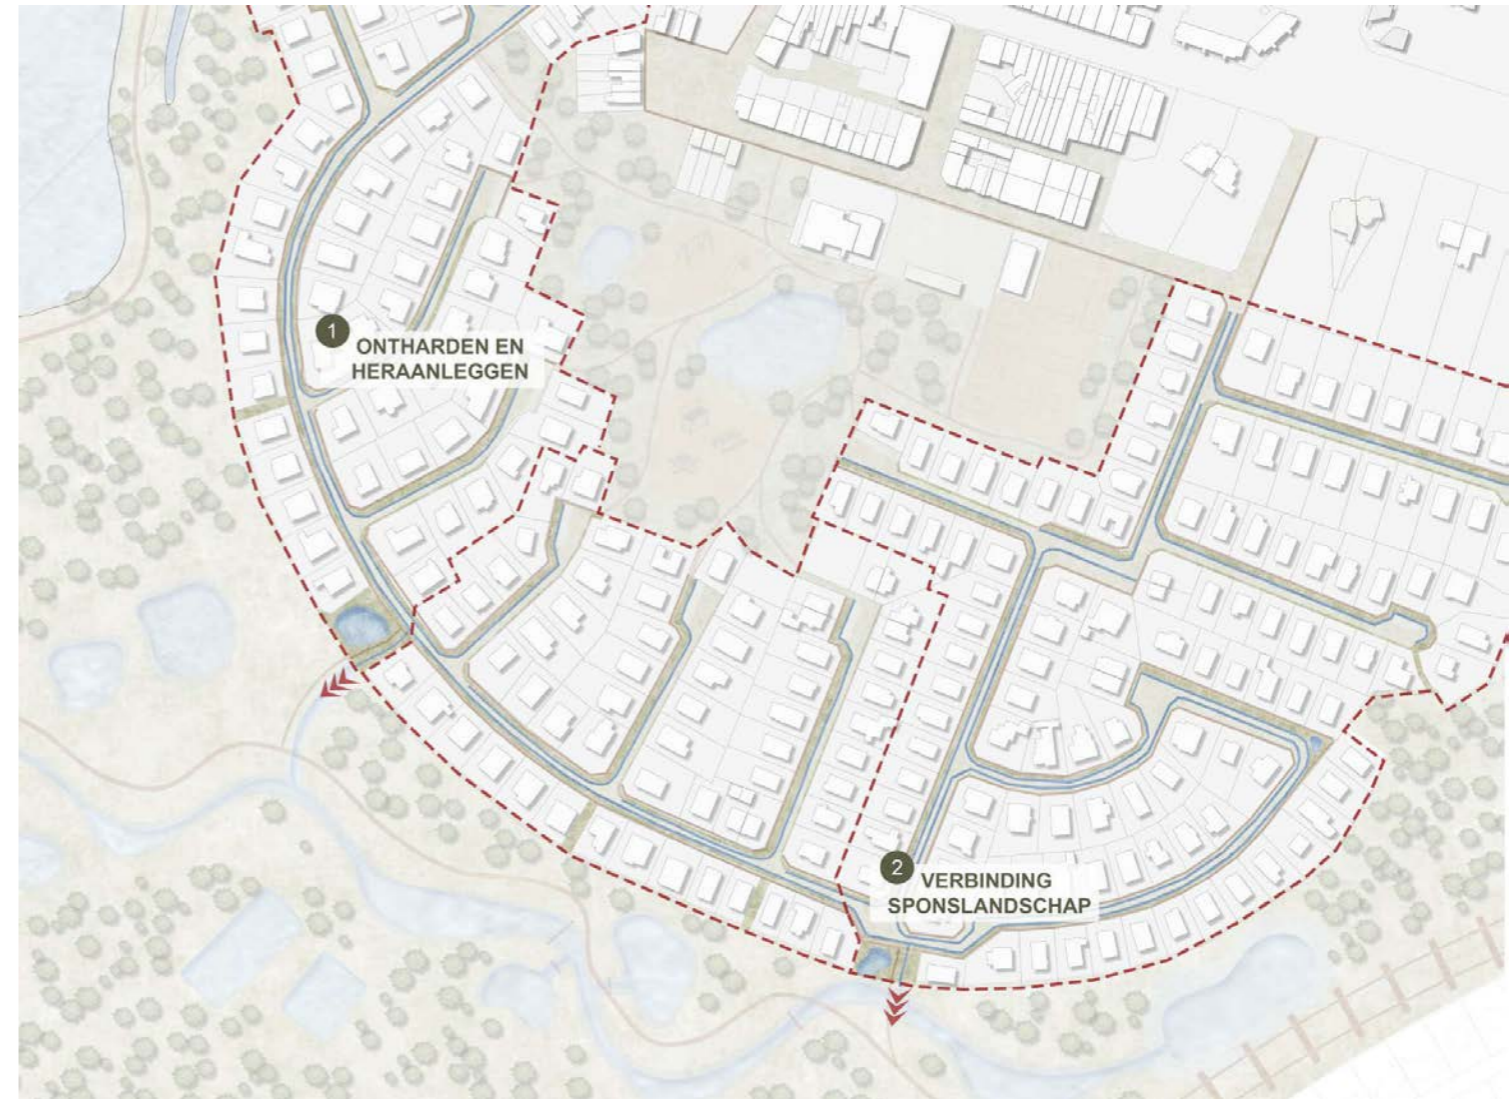 1
ONTHARDEN EN
HERAANLEGGEN
2
VERBINDING
SPONSLANDSCHAP